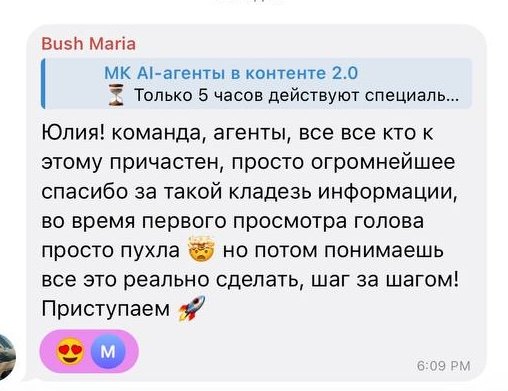 Bush Maria
МК AI-агенты в контенте 2.0
⏳ Только 5 часов действуют специаль...
Юлия! команда, агенты, все все кто к
этому причастен, просто огромнейшее
спасибо за такой кладезь информации,
во время первого просмотра голова
просто пухла 🤯 но потом понимаешь
все это реально сделать, шаг за шагом!
Приступаем 🚀
😍 M
6:09 PM